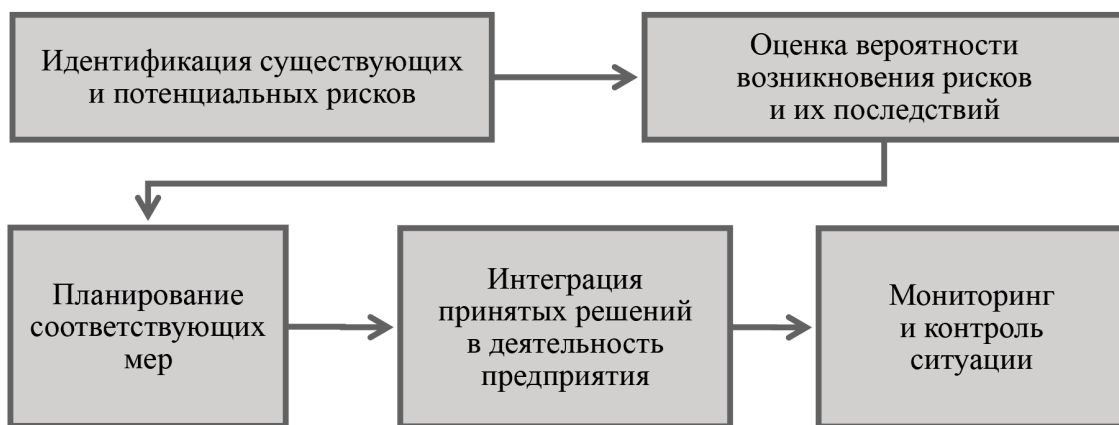 Идентификация существующих
и потенциальных рисков
Оценка вероятности
возникновения рисков
и их последствий
Планирование
соответствующих
мер
Интеграция
принятых решений
в деятельность
предприятия
Мониторинг
и контроль
ситуации